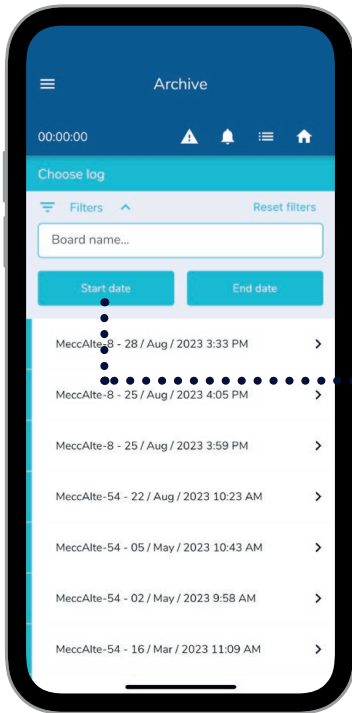 Archive
00:00:00
Choose log
Filters Reset filters
Board name...
Start date End date
MeccAlte-8 - 28 / Aug / 2023 3:33 PM
MeccAlte-8 - 25 / Aug / 2023 4:05 PM
MeccAlte-8 - 25 / Aug / 2023 3:59 PM
MeccAlte-54 - 22 / Aug / 2023 10:23 AM
MeccAlte-54 - 05 / May / 2023 10:43 AM
MeccAlte-54 - 02 / May / 2023 9:58 AM
MeccAlte-54 - 16 / Mar / 2023 11:09 AM